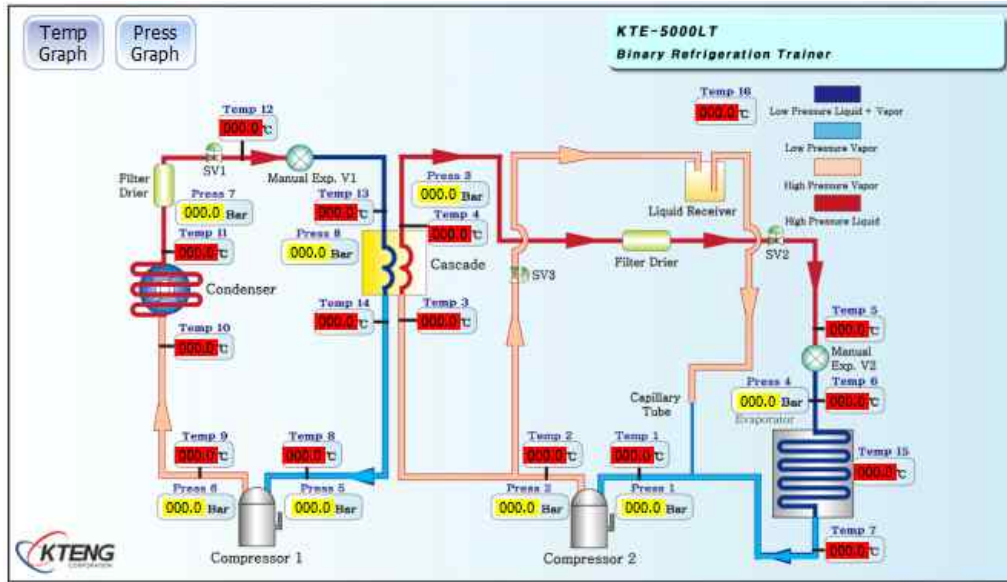 Temp
Graph
Press
Graph
KTE-5000LT
Binary Refrigeration Trainer
Temp 16
000.0 ℃
Low Pressure Liquid + Vapor
Low Pressure Vapor
High Pressure Vapor
High Pressure Liquid
Temp 12
000.0 ℃
SV1
Manual Exp. V1
Filter
Drier
Press 7
000.0 Bar
Temp 13
000.0 ℃
Press 3
000.0 Bar
Temp 4
000.0 ℃
Liquid Receiver
Temp 11
000.0 ℃
Press 8
000.0 Bar
Cascade
SV3
Filter Drier
SV2
Condenser
Temp 10
000.0 ℃
Temp 14
000.0 ℃
Temp 3
000.0 ℃
Temp 5
000.0 ℃
Manual
Exp. V2
Press 4
000.0 Bar
Temp 6
000.0 ℃
Evaporator
Capillary
Tube
Temp 9
000.0 ℃
Temp 8
000.0 ℃
Temp 2
000.0 ℃
Temp 1
000.0 ℃
Temp 15
000.0 ℃
Press 6
000.0 Bar
Press 5
000.0 Bar
Press 2
000.0 Bar
Press 1
000.0 Bar
Temp 7
000.0 ℃
Compressor 1
Compressor 2
KTENG
CORPORATION